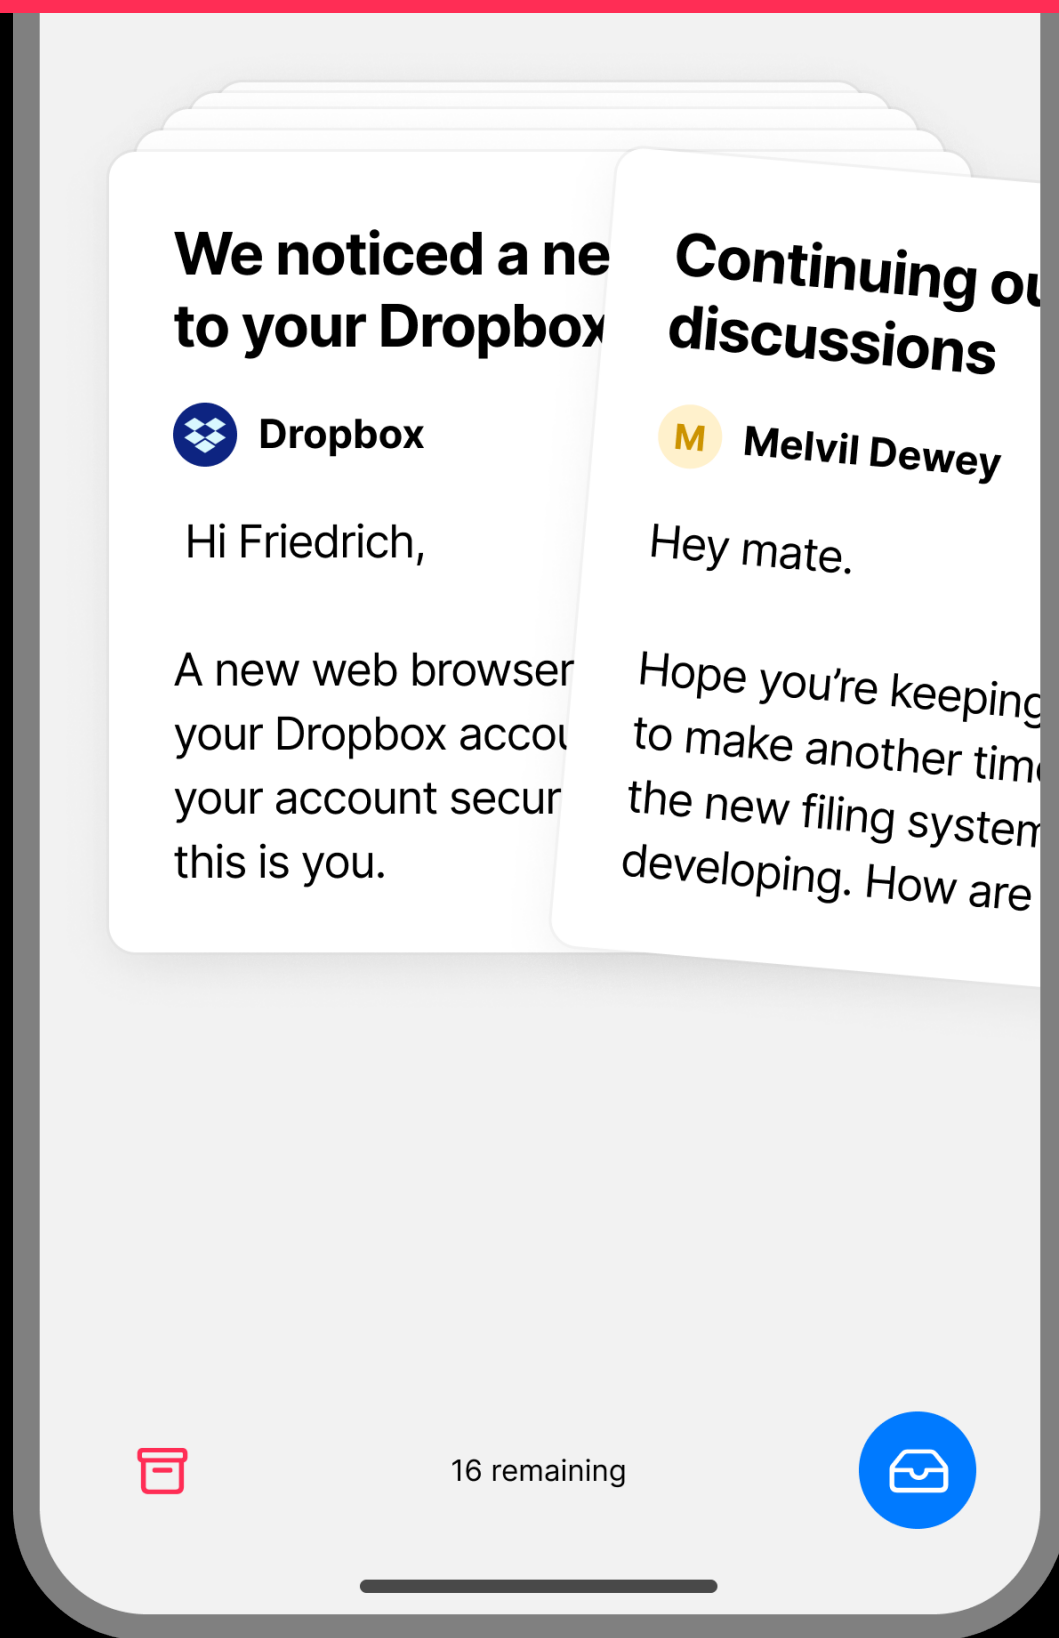 We noticed a ne
to your Dropbox
Dropbox
Hi Friedrich,
A new web browser
your Dropbox accou
your account secur
this is you.
Continuing ou
discussions
M
Melvil Dewey
Hey mate.
Hope you’re keeping
to make another time
the new filing system
developing. How are
16 remaining